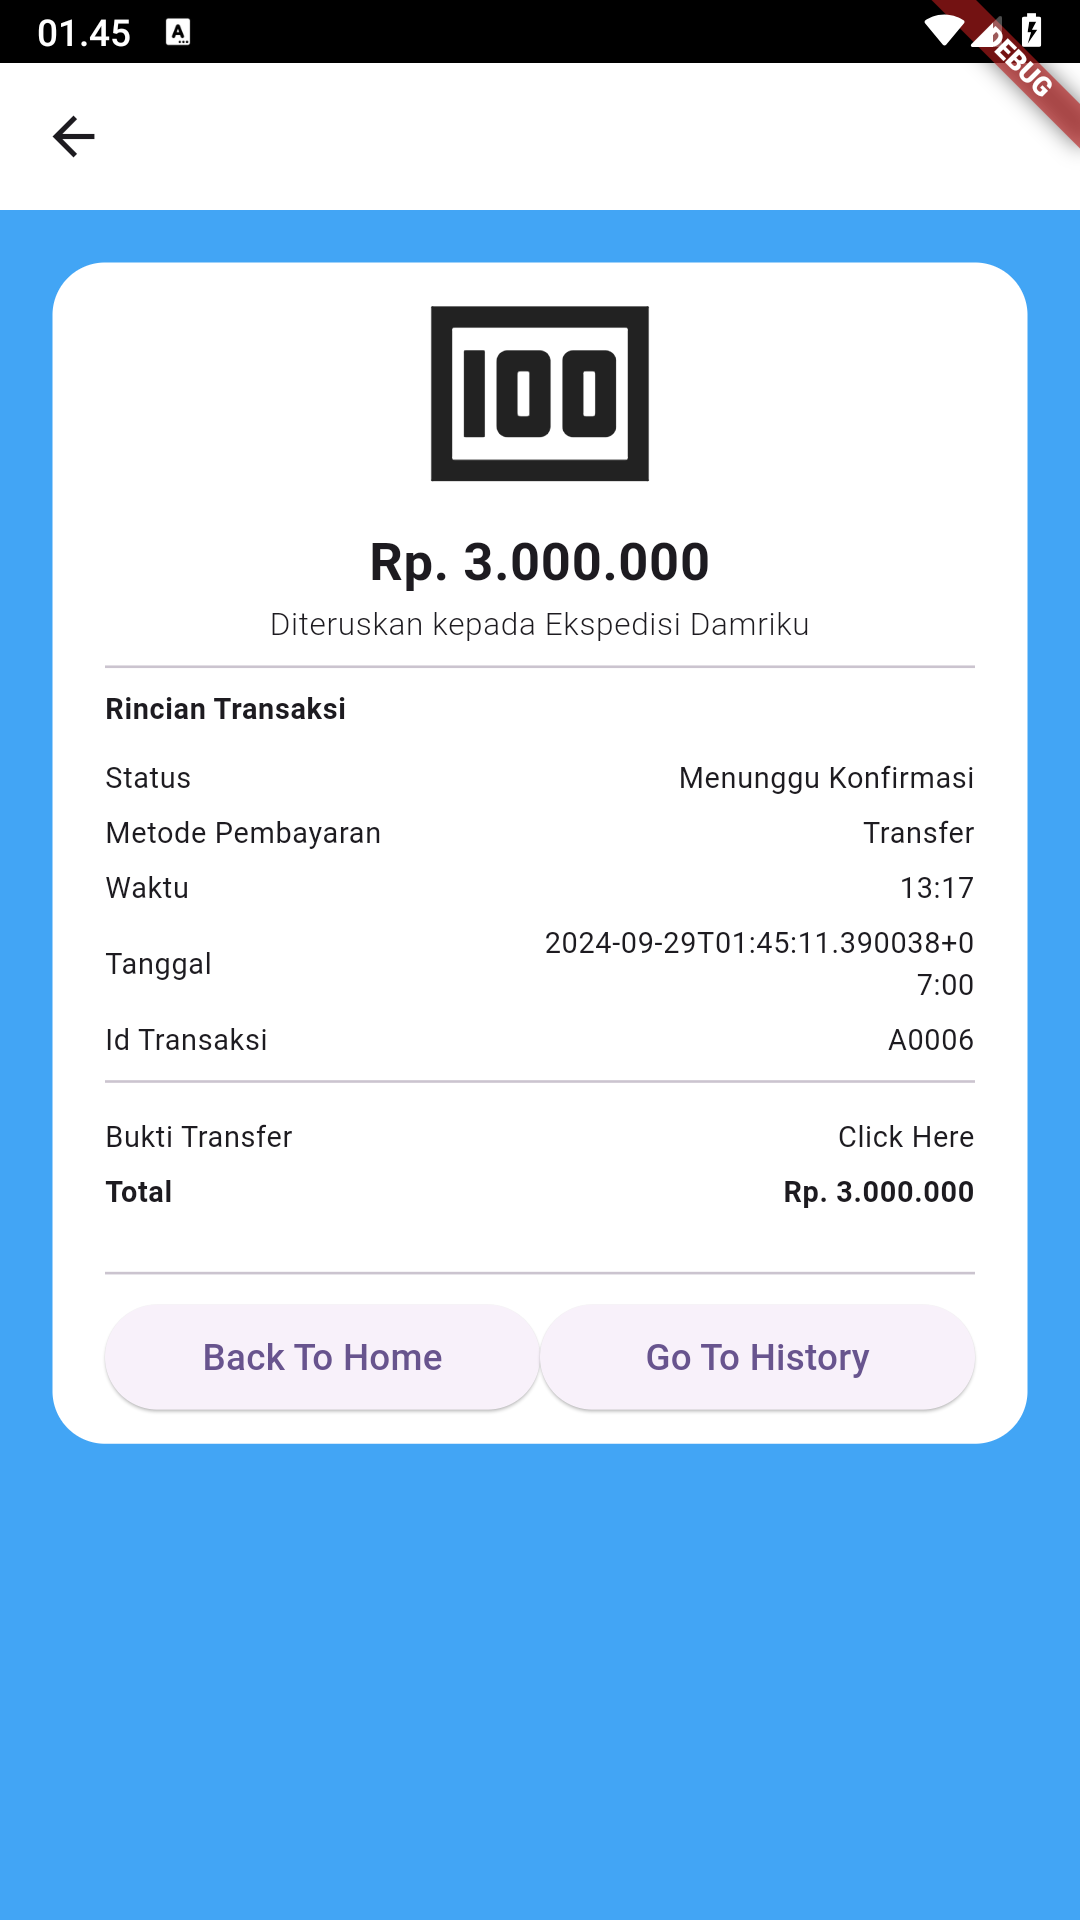 01.45
A
DEBUG
100
Rp. 3.000.000
Diteruskan kepada Ekspedisi Damriku
Rincian Transaksi
Status Menunggu Konfirmasi
Metode Pembayaran Transfer
Waktu 13:17
Tanggal 2024-09-29T01:45:11.390038+0
7:00
Id Transaksi A0006
Bukti Transfer Click Here
Total Rp. 3.000.000
Back To Home Go To History